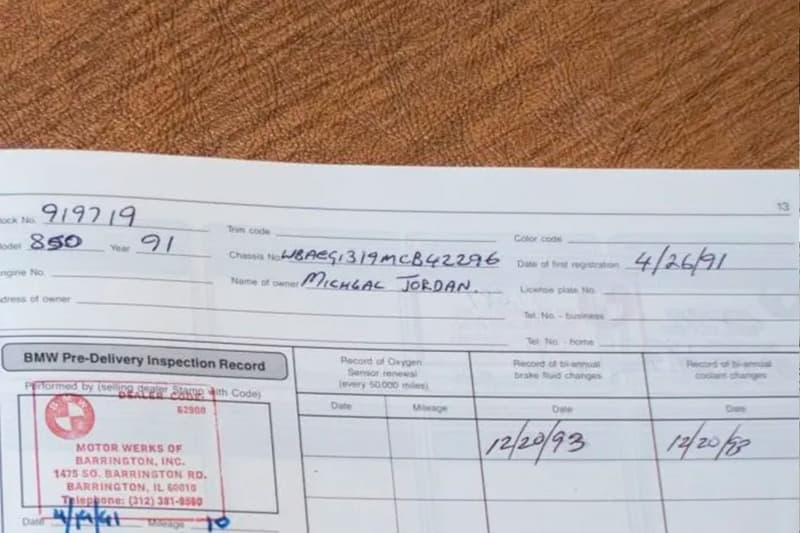 13
ock No. 919719
Trim code
Color code
odel 850 Year 91
Chassis No. WBAEG1319MCB42296
Date of first registration 4/26/91
ngine No.
Name of owner MICHEAL JORDAN.
License plate No.
dress of owner
Tel. No. - business
Tel. No. - home
BMW Pre-Delivery Inspection Record
Performed by (selling dealer Stamp with Code)
DEALER CODE:
62900
BMW
MOTOR WERKS OF
BARRINGTON, INC.
1475 SO. BARRINGTON RD.
BARRINGTON, IL 60010
Telephone: (312) 381-
Date 4/19/91 Mileage 10
Record of Oxygen
Sensor renewal
(every 50,000 miles)
Date Mileage
Record of bi-annual
brake fluid changes
Date
12/20/93
Record of bi-annual
coolant changes
Date
12/20/93